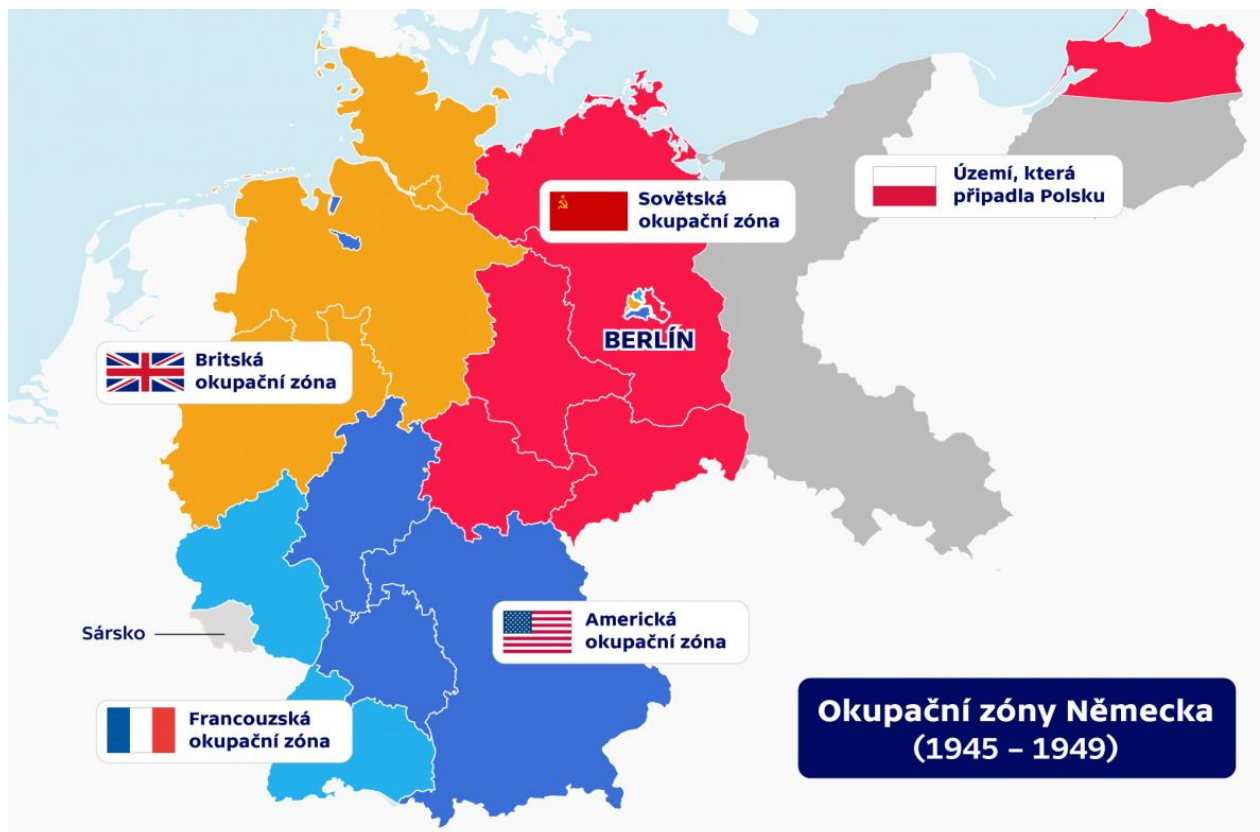 Území, která
připadla Polsku
Sovětská
okupační zóna
BERLÍN
Britská
okupační zóna
Americká
okupační zóna
Sársko
Francouzská
okupační zóna
Okupační zóny Německa
(1945 – 1949)